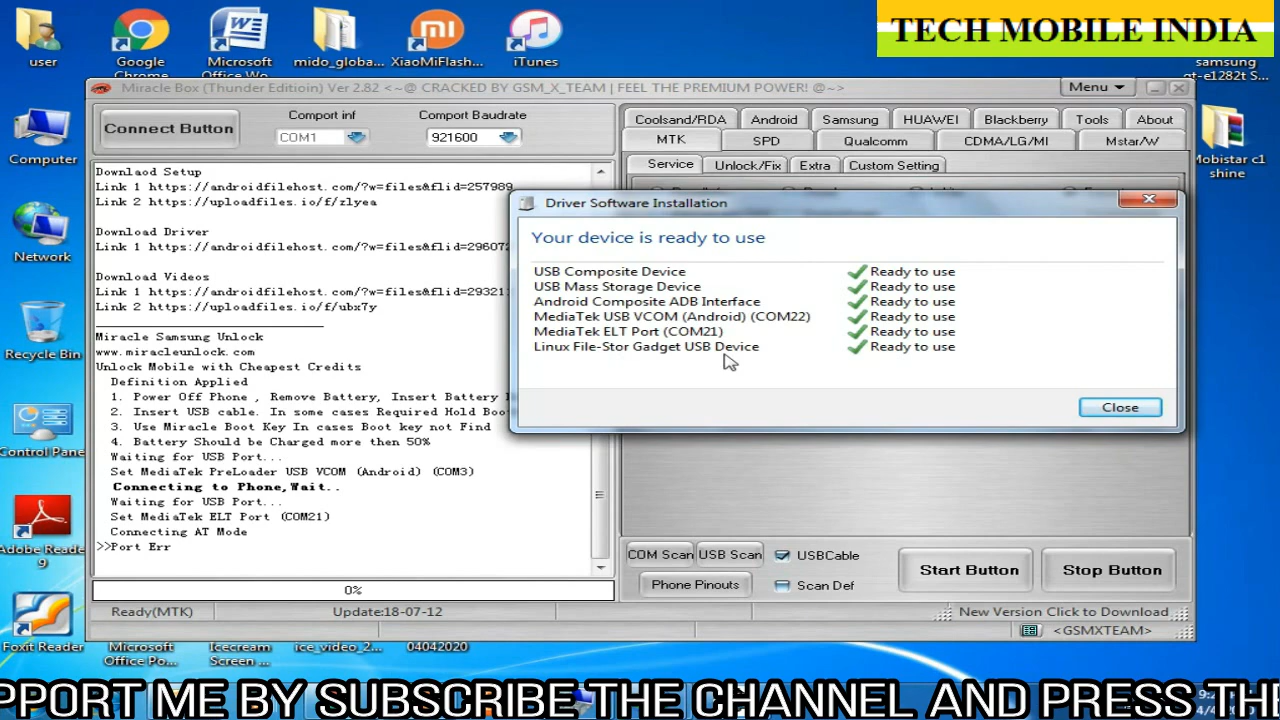 TECH MOBILE INDIA
user
Google
Chrome
Microsoft
Office Wo...
mido_globa...
XiaoMiFlash...
iTunes
samsung
gt-e1282t S...
Computer
Network
Recycle Bin
Control Pane
Adobe Reade
9
Foxit Reader
Mobistar c1
shine
Miracle Box (Thunder Editioin) Ver 2.82 <~@ CRACKED BY GSM_X_TEAM | FEEL THE PREMIUM POWER! @~>
Menu
Connect Button
Comport inf
COM1
Comport Baudrate
921600
Coolsand/RDA
Android
Samsung
HUAWEI
Blackberry
Tools
About
MTK
SPD
Qualcomm
CDMA/LG/MI
Mstar/W
Service
Unlock/Fix
Extra
Custom Setting
Downlaod Setup
Link 1 https://androidfilehost.com/?w=files&flid=257989
Link 2 https://uploadfiles.io/f/zlyea
Download Driver
Link 1 https://androidfilehost.com/?w=files&flid=29607
Download Videos
Link 1 https://androidfilehost.com/?w=files&flid=29321
Link 2 https://uploadfiles.io/f/ubx7y
Miracle Samsung Unlock
www.miracleunlock.com
Unlock Mobile with Cheapest Credits
Definition Applied
1. Power Off Phone , Remove Battery, Insert Battery
2. Insert USB cable. In some cases Required Hold Boo
3. Use Miracle Boot Key In cases Boot key not Find
4. Battery Should be Charged more then 50%
Waiting for USB Port...
Set MediaTek PreLoader USB VCOM (Android) (COM3)
Connecting to Phone,Wait..
Waiting for USB Port...
Set MediaTek ELT Port (COM21)
Connecting AT Mode
>>Port Err
0%
Driver Software Installation
Your device is ready to use
USB Composite Device Ready to use
USB Mass Storage Device Ready to use
Android Composite ADB Interface Ready to use
MediaTek USB VCOM (Android) (COM22) Ready to use
MediaTek ELT Port (COM21) Ready to use
Linux File-Stor Gadget USB Device Ready to use
Close
COM Scan
USB Scan
USBCable
Phone Pinouts
Scan Def
Start Button
Stop Button
Ready(MTK)
Update:18-07-12
New Version Click to Download
<GSMXTEAM>
Microsoft
Office Po...
Icecream
Screen ...
ice_video_2...
04042020
PPORT ME BY SUBSCRIBE THE CHANNEL AND PRESS THE